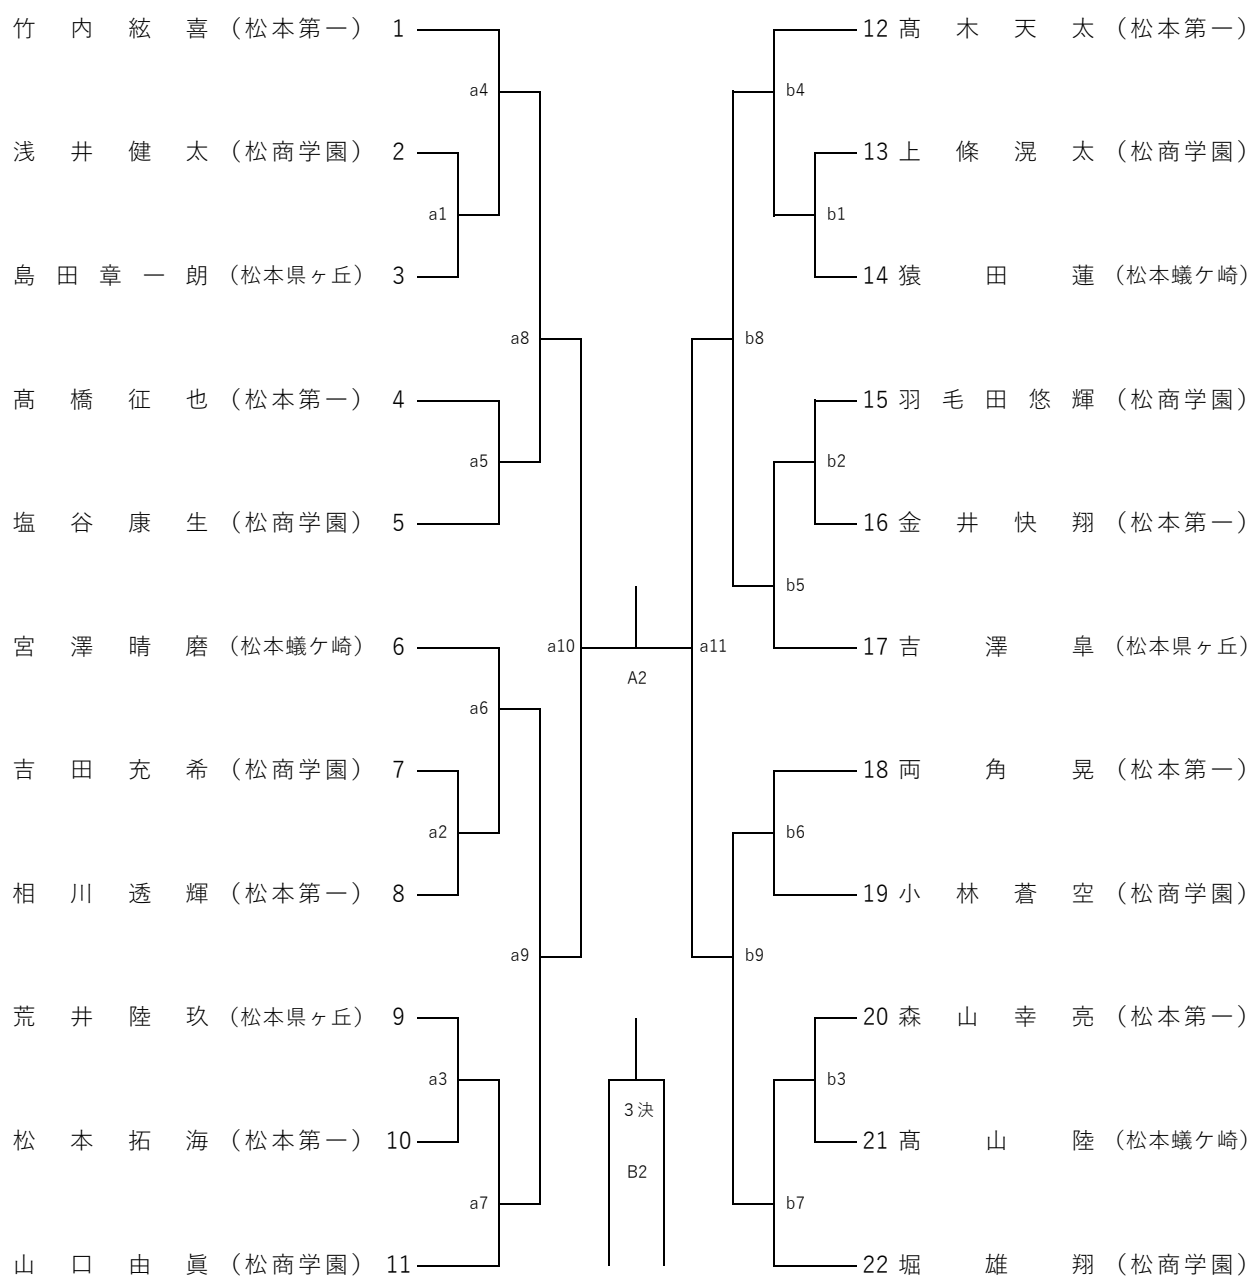 竹内絃喜（松本第一） 1
a4
浅井健太（松商学園） 2
a1
島田章一朗（松本県ヶ丘） 3
a8
髙橋征也（松本第一） 4
a5
塩谷康生（松商学園） 5
宮澤晴磨（松本蟻ケ崎） 6
a10
a6
吉田充希（松商学園） 7
a2
相川透輝（松本第一） 8
a9
荒井陸玖（松本県ヶ丘） 9
a3
松本拓海（松本第一） 10
a7
山口由眞（松商学園） 11
A2
3決
B2
12 髙木天太（松本第一）
b4
13 上條滉太（松商学園）
b1
14 猿田蓮（松本蟻ケ崎）
b8
15 羽毛田悠輝（松商学園）
b2
16 金井快翔（松本第一）
b5
17 吉澤皐（松本県ヶ丘）
a11
18 両角晃（松本第一）
b6
19 小林蒼空（松商学園）
b9
20 森山幸亮（松本第一）
b3
21 髙山陸（松本蟻ケ崎）
b7
22 堀雄翔（松商学園）